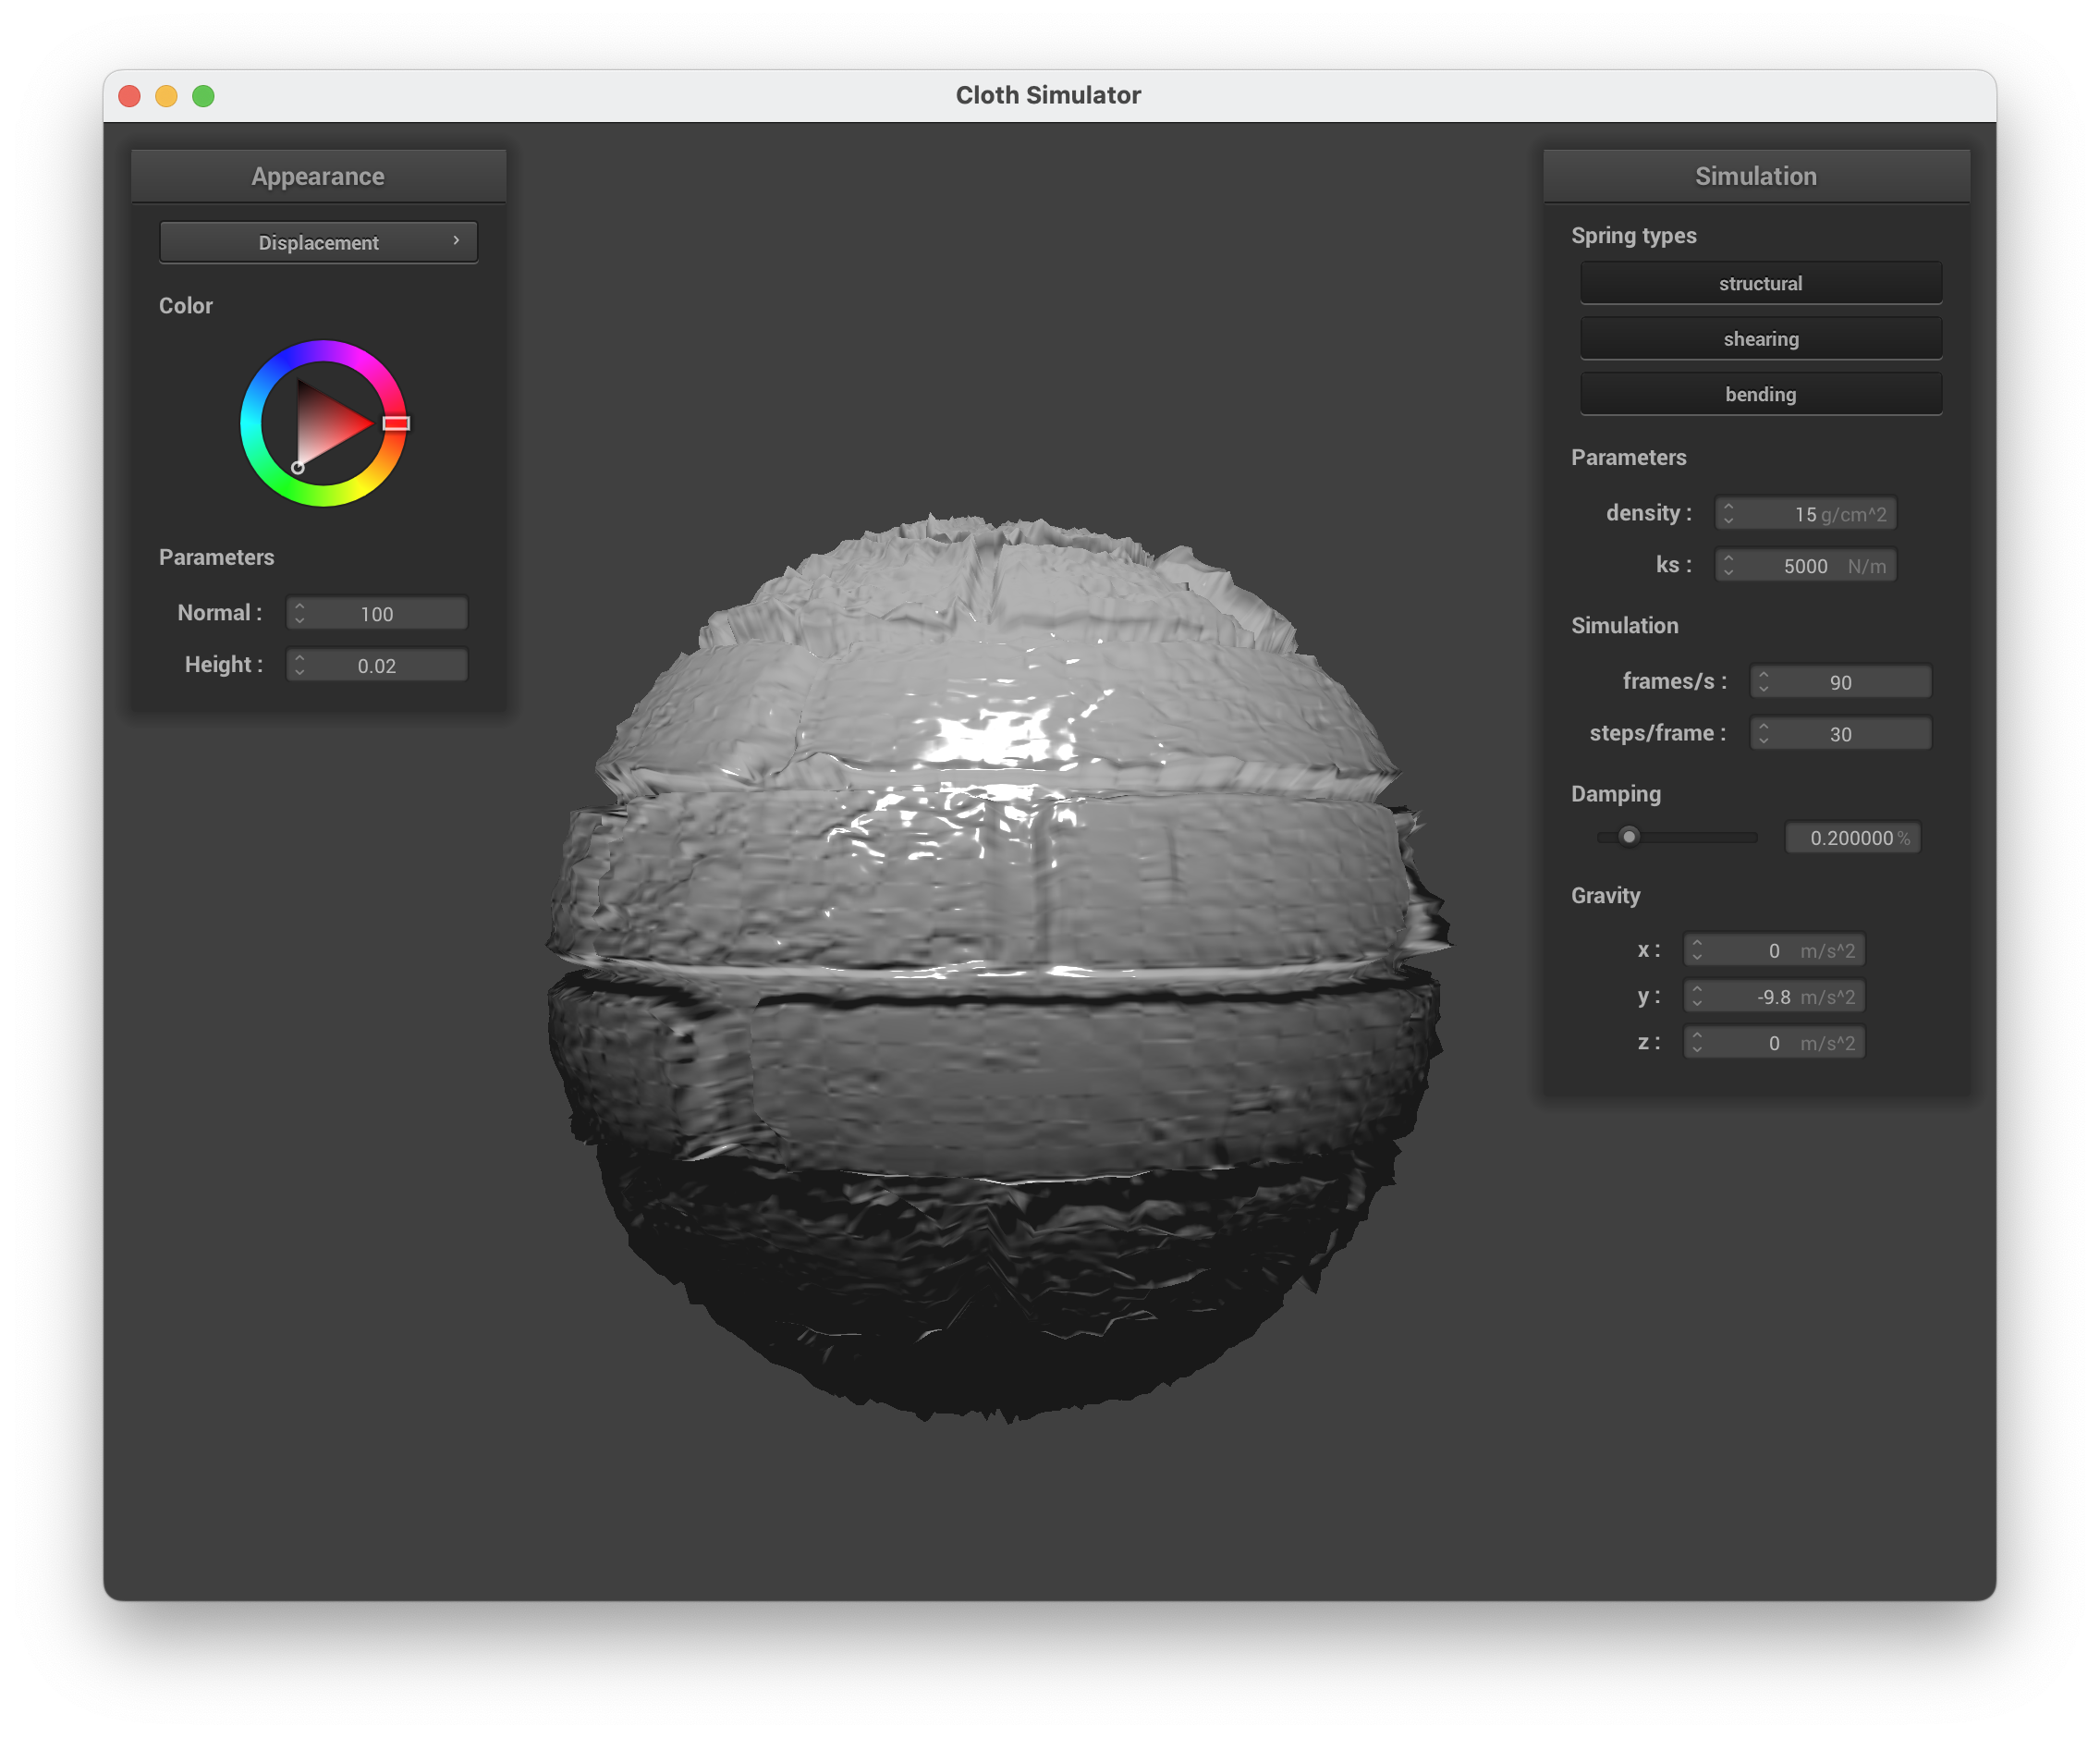 Cloth Simulator
Appearance
Displacement
Color
Parameters
Normal : 100
Height : 0.02
Simulation
Spring types
structural
shearing
bending
Parameters
density : 15 g/cm^2
ks : 5000 N/m
Simulation
frames/s : 90
steps/frame : 30
Damping
0.200000 %
Gravity
x : 0 m/s^2
y : -9.8 m/s^2
z : 0 m/s^2